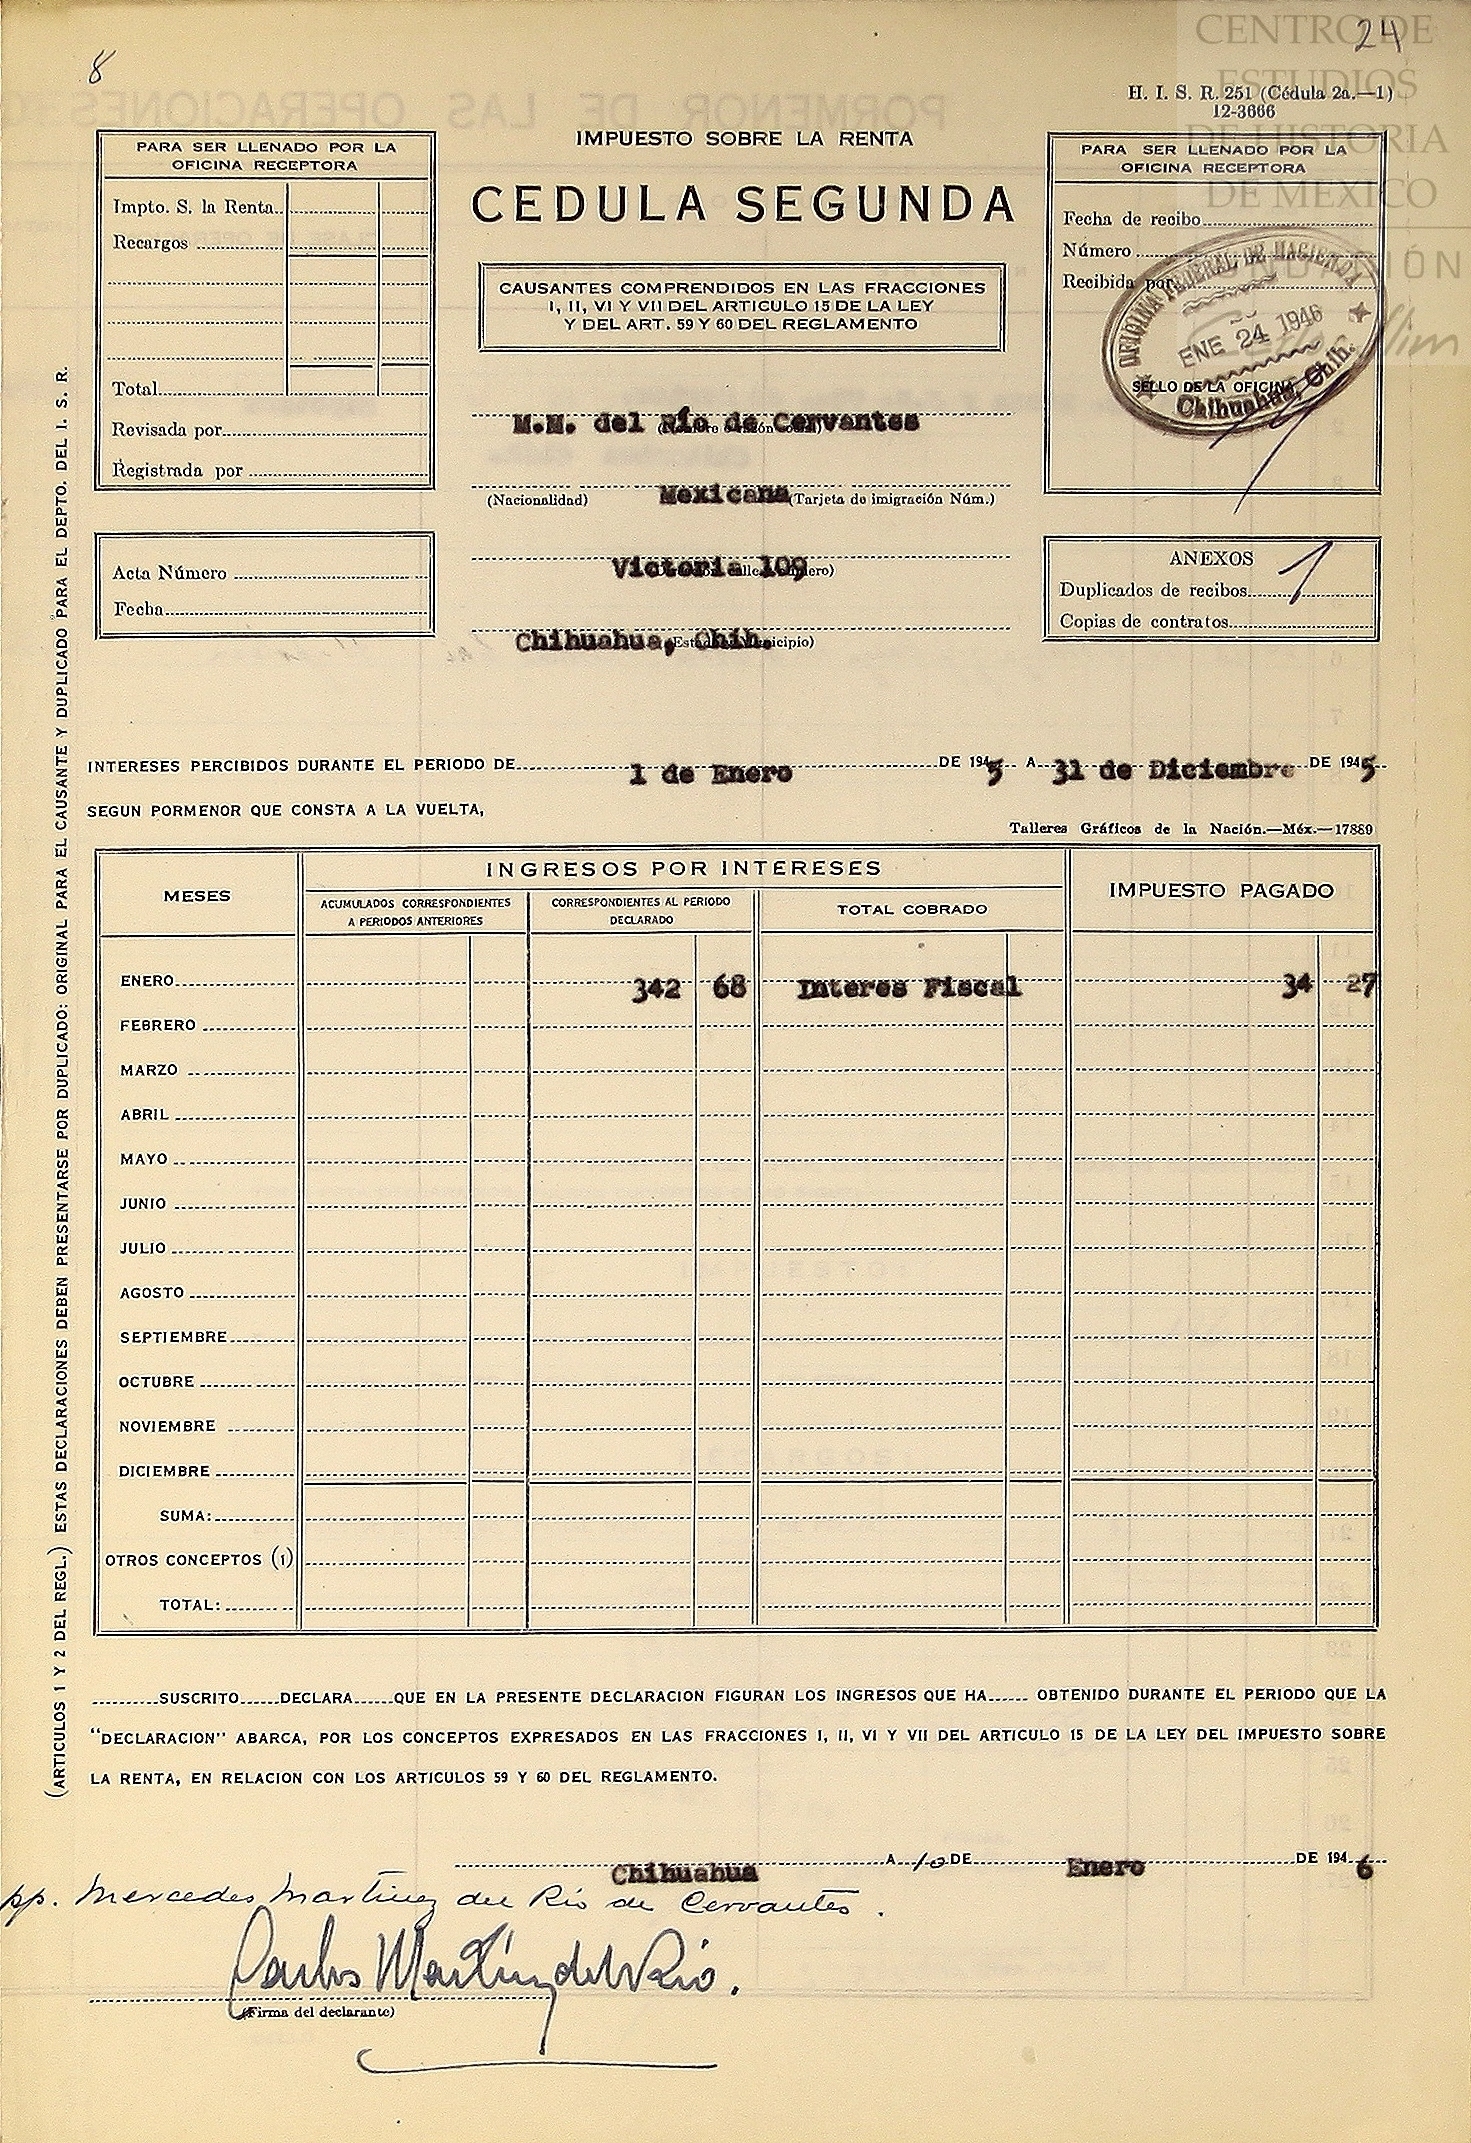 8
24
CENTRO DE
ESTUDIOS
DE HISTORIA
DE MEXICO
H. I. S. R. 251 (Cédula 2a.—1)
12-3666
PARA SER LLENADO POR LA
OFICINA RECEPTORA
Impto. S. la Renta
Recargos
Total
Revisada por
Registrada por
Acta Número
Fecha
IMPUESTO SOBRE LA RENTA
CEDULA SEGUNDA
CAUSANTES COMPRENDIDOS EN LAS FRACCIONES
I, II, VI Y VII DEL ARTICULO 15 DE LA LEY
Y DEL ART. 59 Y 60 DEL REGLAMENTO
M.M. del Río de Cervantes
Mexicana
(Nacionalidad) (Tarjeta de imigración Núm.)
Victoria 109
Chihuahua, Chih.
PARA SER LLENADO POR LA
OFICINA RECEPTORA
Fecha de recibo
Número
Recibida por
OFICINA FEDERAL DE HACIENDA
ENE 24 1946
SELLO DE LA OFICINA
Chihuahua, Chih.
ANEXOS
Duplicados de recibos 1
Copias de contratos
INTERESES PERCIBIDOS DURANTE EL PERIODO DE 1 de Enero DE 1945 A 31 de Diciembre DE 1945
SEGUN PORMENOR QUE CONSTA A LA VUELTA,
Talleres Gráficos de la Nación.—Méx.—17889
MESES
INGRESOS POR INTERESES
IMPUESTO PAGADO
ACUMULADOS CORRESPONDIENTES
A PERIODOS ANTERIORES
CORRESPONDIENTES AL PERIODO
DECLARADO
TOTAL COBRADO
ENERO 342 68 Interes Fiscal 34 27
FEBRERO
MARZO
ABRIL
MAYO
JUNIO
JULIO
AGOSTO
SEPTIEMBRE
OCTUBRE
NOVIEMBRE
DICIEMBRE
SUMA:
OTROS CONCEPTOS (1)
TOTAL:
SUSCRITO DECLARA QUE EN LA PRESENTE DECLARACION FIGURAN LOS INGRESOS QUE HA OBTENIDO DURANTE EL PERIODO QUE LA
"DECLARACION" ABARCA, POR LOS CONCEPTOS EXPRESADOS EN LAS FRACCIONES I, II, VI Y VII DEL ARTICULO 15 DE LA LEY DEL IMPUESTO SOBRE
LA RENTA, EN RELACION CON LOS ARTICULOS 59 Y 60 DEL REGLAMENTO.
Chihuahua A 10 DE Enero DE 1946
pp. Mercedes Martinez del Rio de Cervantes.
Carlos Martínez del Río.
(Firma del declarante)
(ARTICULOS 1 Y 2 DEL REGL.) ESTAS DECLARACIONES DEBEN PRESENTARSE POR DUPLICADO: ORIGINAL PARA EL CAUSANTE Y DUPLICADO PARA EL DEPTO. DEL I. S. R.